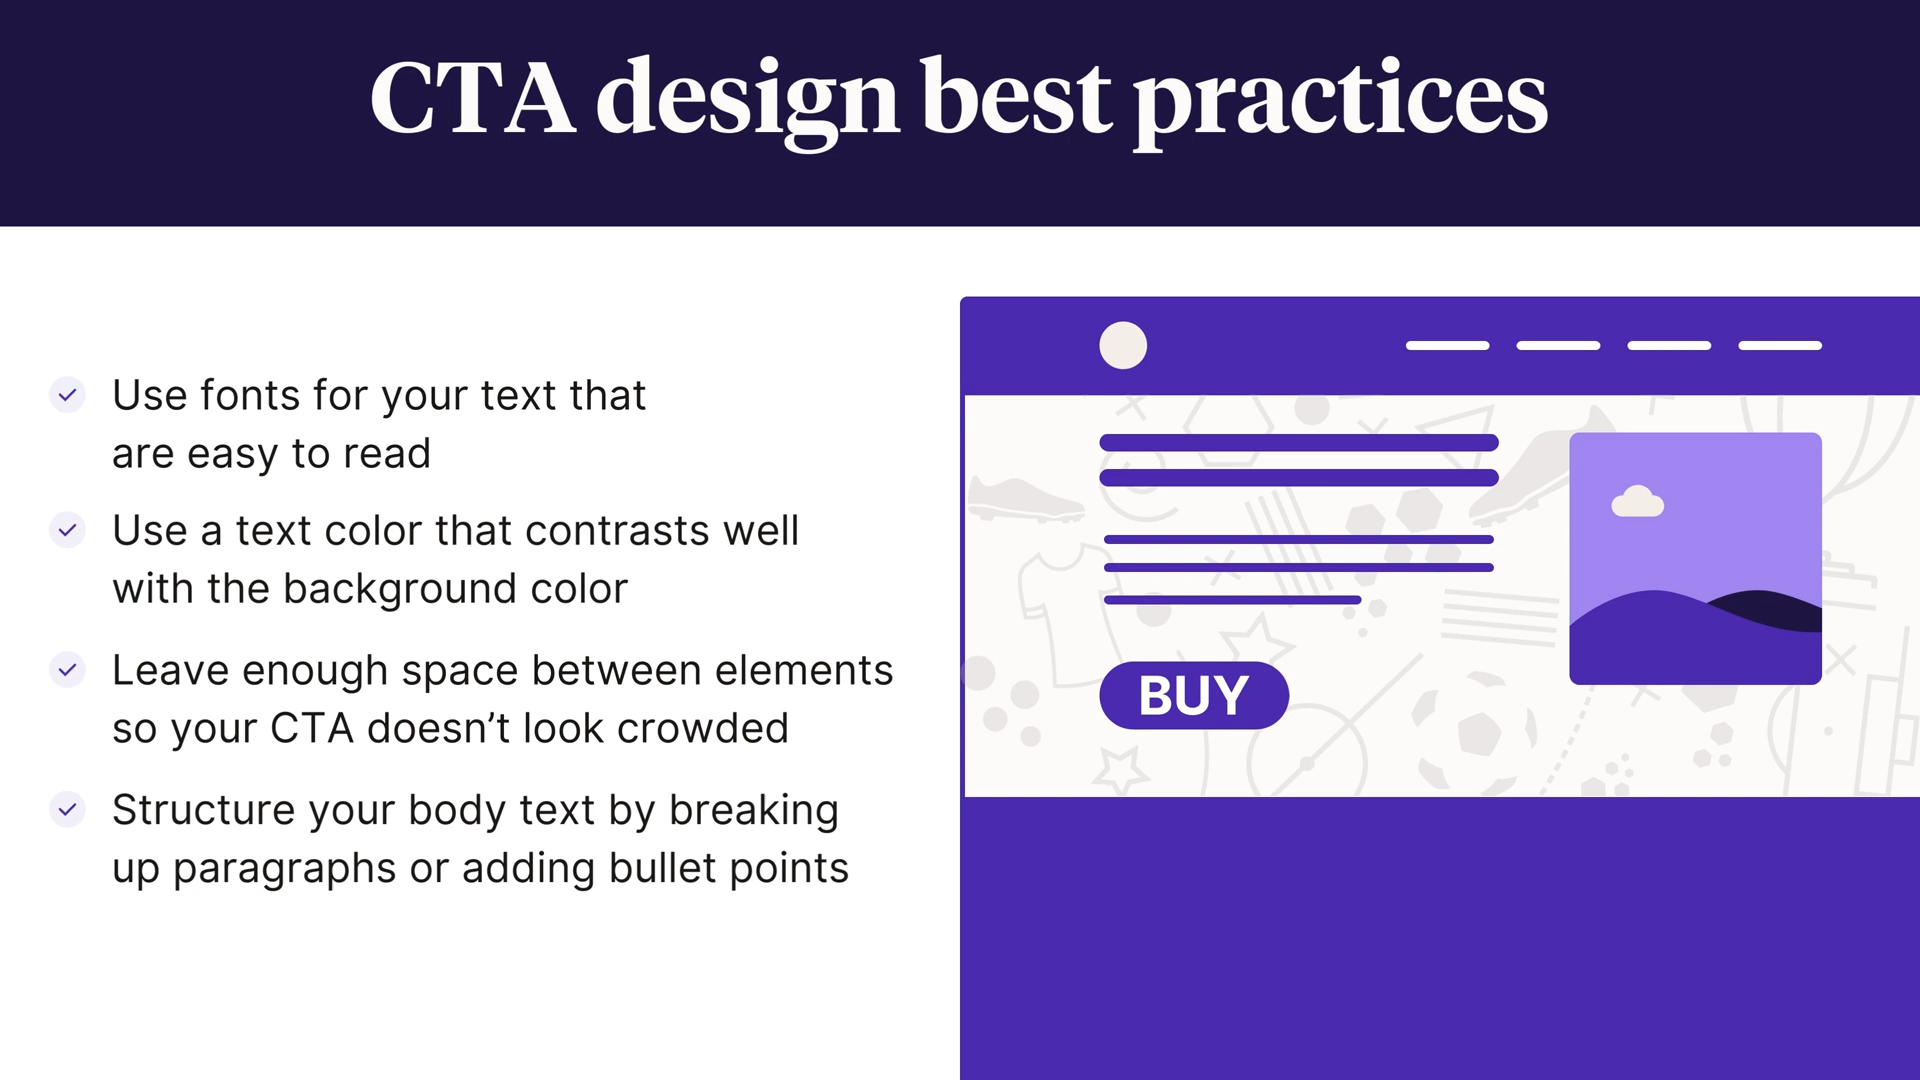 CTA design best practices
Use fonts for your text that
are easy to read
Use a text color that contrasts well
with the background color
Leave enough space between elements
so your CTA doesn’t look crowded
Structure your body text by breaking
up paragraphs or adding bullet points
BUY